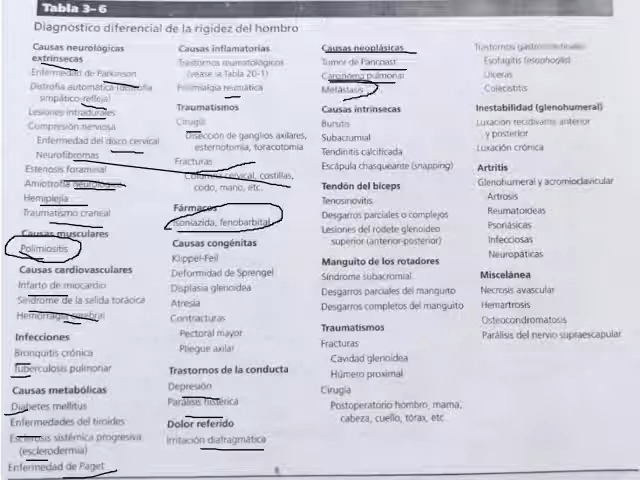 Tabla 3-6
Diagnóstico diferencial de la rigidez del hombro
Causas neurológicas
extrínsecas
Enfermedad de Parkinson
Distrofia automática (distrofia
simpático-refleja)
Lesiones intradurales
Compresión nerviosa
Enfermedad del disco cervical
Neurofibromas
Estenosis foraminal
Amiotrofia neurológica
Hemiplejía
Traumatismo craneal
Causas musculares
Polimiositis
Causas cardiovasculares
Infarto de miocardio
Síndrome de la salida torácica
Hemorragia cerebral
Infecciones
Bronquitis crónica
Tuberculosis pulmonar
Causas metabólicas
Diabetes mellitus
Enfermedades del tiroides
Esclerosis sistémica progresiva
(esclerodermia)
Enfermedad de Paget
Causas inflamatorias
Trastornos reumatológicos
(véase la Tabla 20-1)
Polimialgia reumática
Traumatismos
Cirugía
Disección de ganglios axilares,
esternotomía, toracotomía
Fracturas
Columna cervical, costillas,
codo, mano, etc.
Fármacos
Isoniazida, fenobarbital
Causas congénitas
Klippel-Feil
Deformidad de Sprengel
Displasia glenoidea
Atresia
Contracturas
Pectoral mayor
Pliegue axilar
Trastornos de la conducta
Depresión
Parálisis histérica
Dolor referido
Irritación diafragmática
Causas neoplásicas
Tumor de Pancoast
Carcinoma pulmonar
Metástasis
Causas intrínsecas
Bursitis
Subacromial
Tendinitis calcificada
Escápula chasqueante (snapping)
Tendón del bíceps
Tenosinovitis
Desgarros parciales o complejos
Lesiones del rodete glenoideo
superior (anterior-posterior)
Manguito de los rotadores
Síndrome subacromial
Desgarros parciales del manguito
Desgarros completos del manguito
Traumatismos
Fracturas
Cavidad glenoidea
Húmero proximal
Cirugía
Postoperatorio hombro, mama,
cabeza, cuello, tórax, etc
Trastornos gastrointestinales
Esofagitis
Úlceras
Colecistitis
Inestabilidad (glenohumeral)
Luxación recidivante anterior
y posterior
Luxación crónica
Artritis
Glenohumeral y acromioclavicular
Artrosis
Reumatoideas
Psoriásicas
Infecciosas
Neuropáticas
Miscelánea
Necrosis avascular
Hemartrosis
Osteocondromatosis
Parálisis del nervio supraescapular